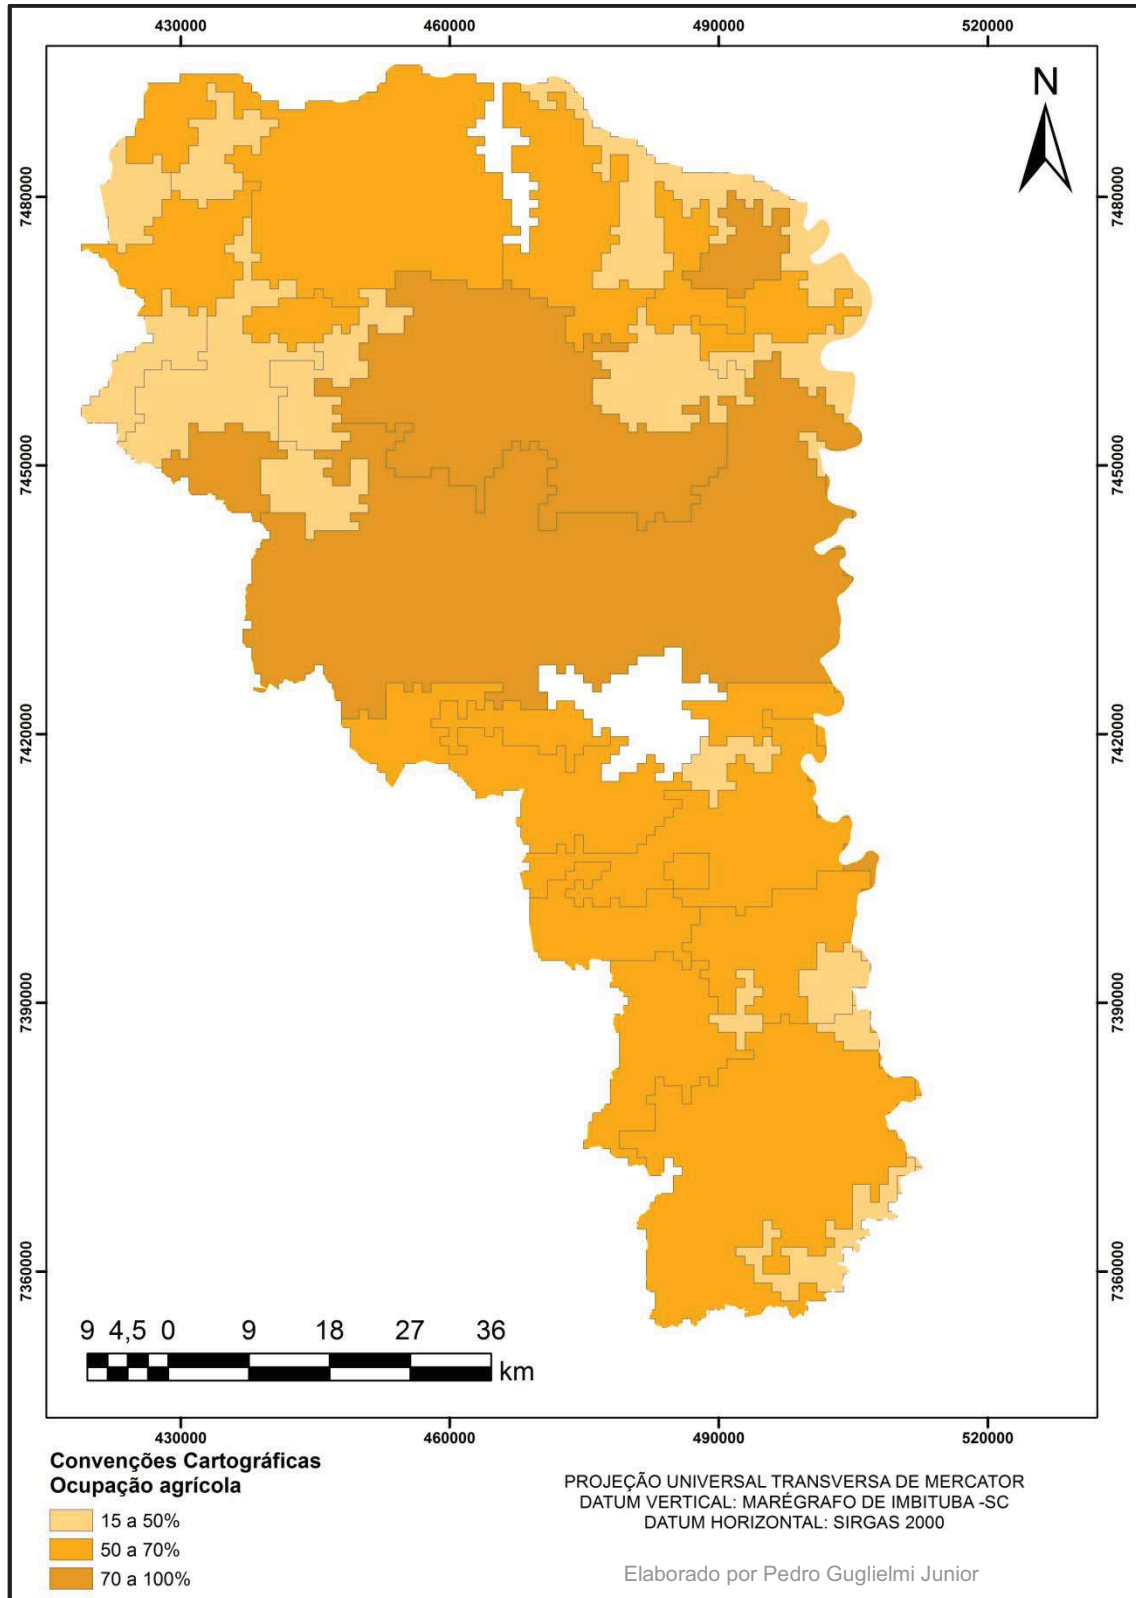 430000 460000 490000 520000
N
7480000 7480000
7450000 7450000
7420000 7420000
7390000 7390000
7360000 7360000
9 4,5 0 9 18 27 36
km
430000 460000 490000 520000
Convenções Cartográficas
Ocupação agrícola
15 a 50%
50 a 70%
70 a 100%
PROJEÇÃO UNIVERSAL TRANSVERSA DE MERCATOR
DATUM VERTICAL: MARÉGRAFO DE IMBITUBA -SC
DATUM HORIZONTAL: SIRGAS 2000
Elaborado por Pedro Guglielmi Junior